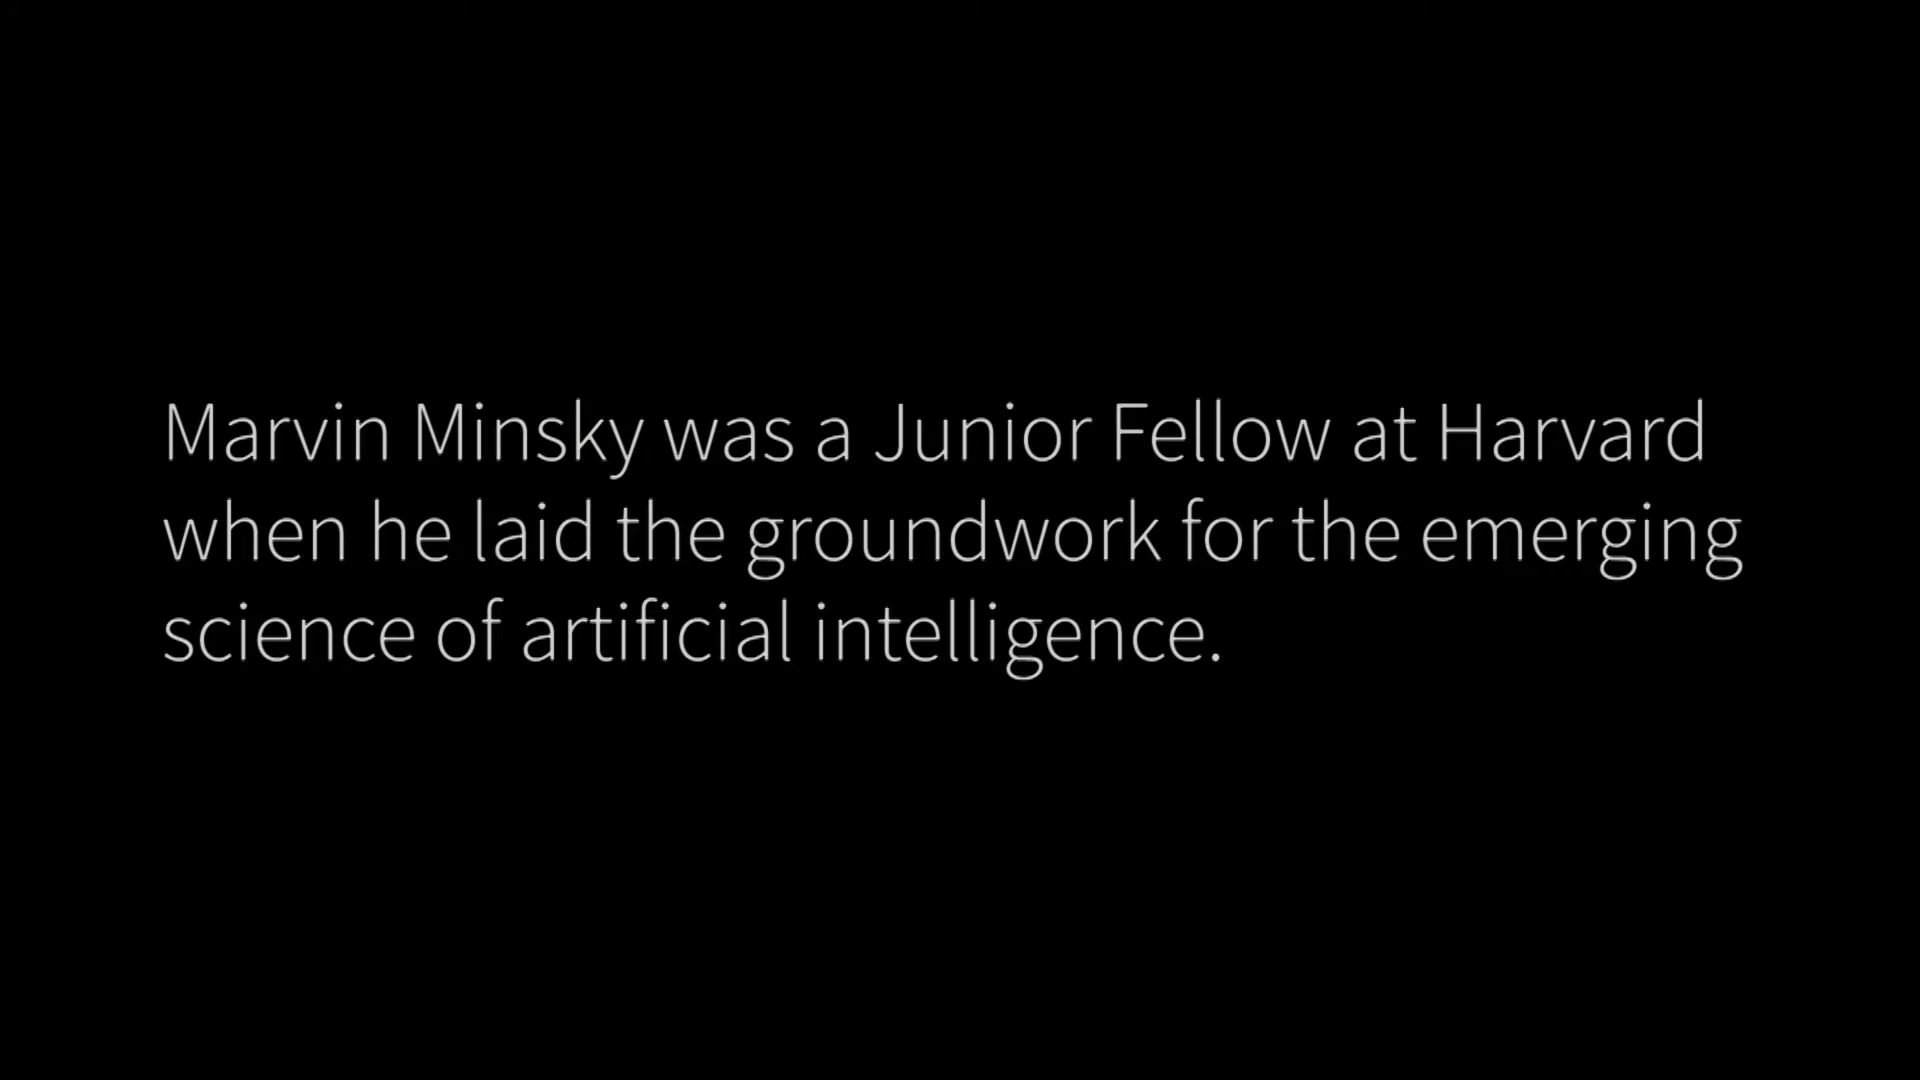 Marvin Minsky was a Junior Fellow at Harvard
when he laid the groundwork for the emerging
science of artificial intelligence.